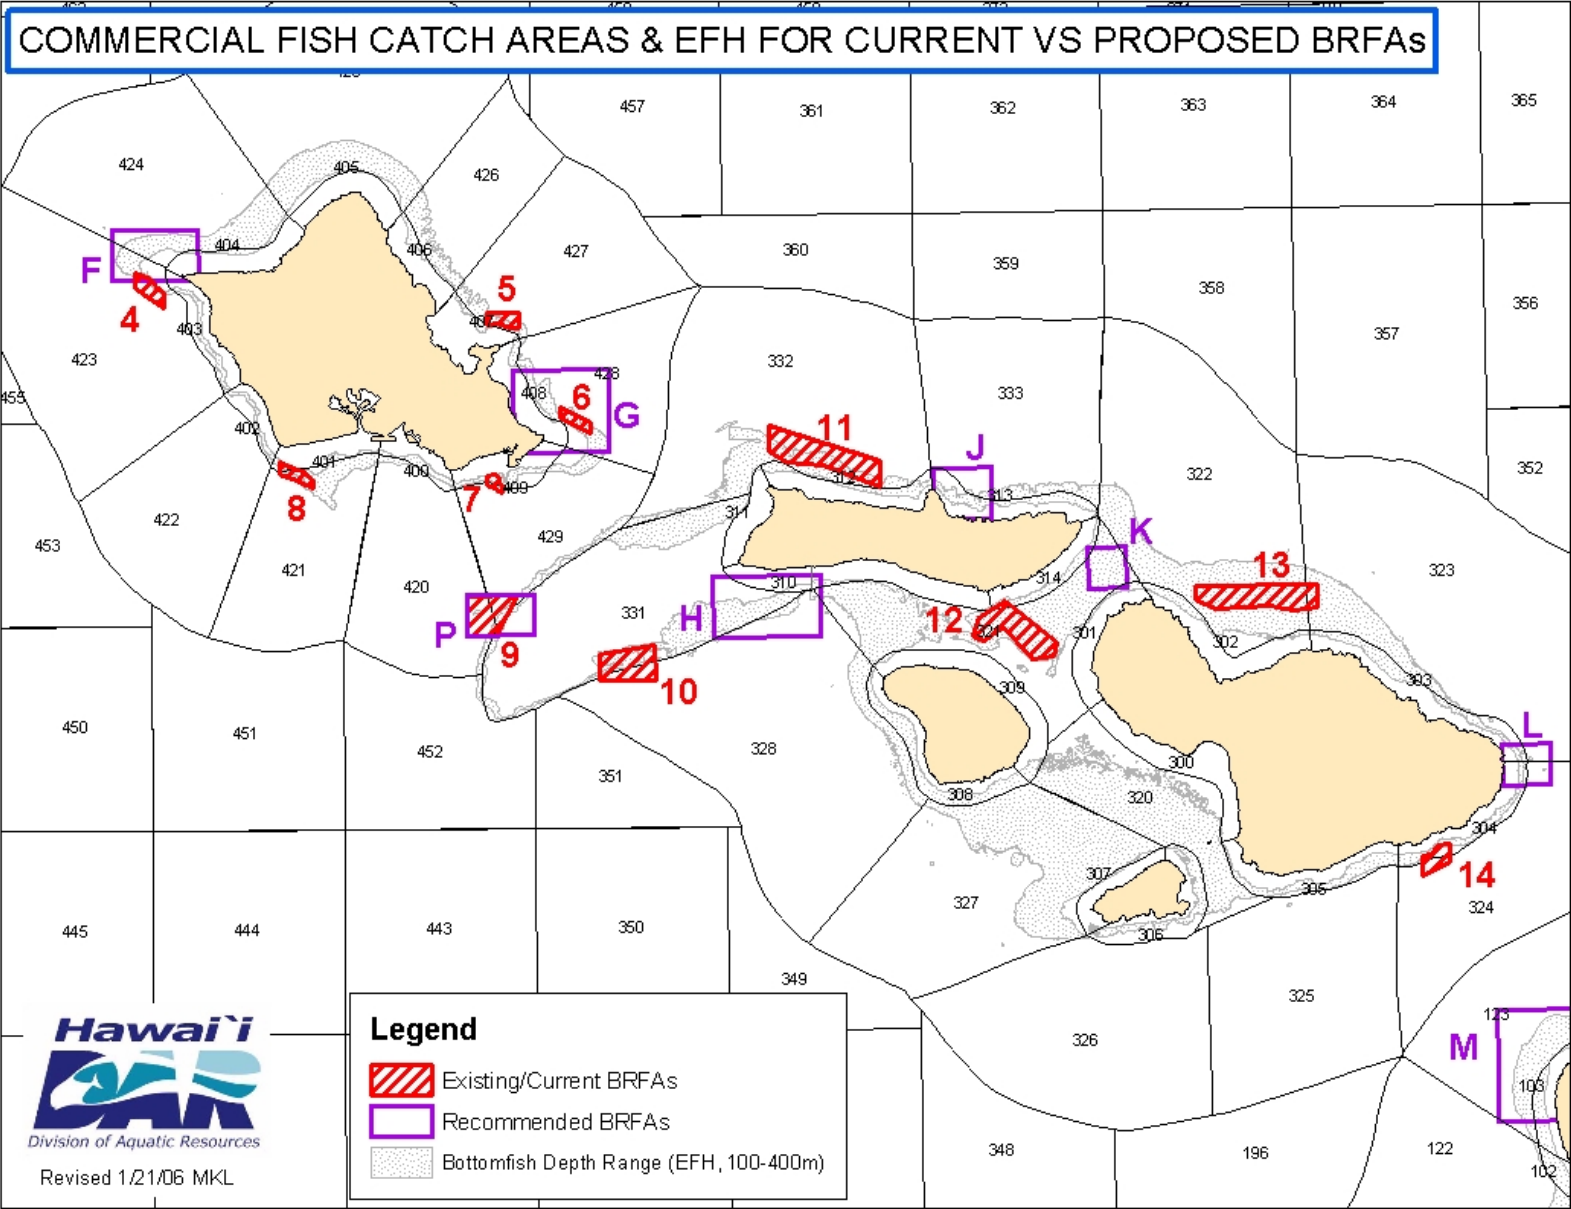 COMMERCIAL FISH CATCH AREAS & EFH FOR CURRENT VS PROPOSED BRFAs
457 361 362 363 364 365
424 405 426
404 406 427 360 359 358 356
F 4 403 5 407
423 332 357
455 408 428 6 G 333
402 401 400 8 7 409
11 312 J 313 322 352
422 453 311 429 K
421 420 310 314 13 323
P 9 331 H 12 321 301 302
10 309 303
450 451 452 351 328 300 L
308 320 304
307 14
327 305 324
445 444 443 350 306
349 325
326 123
M 103
348 196 122 102
Hawai`i
DAR
Division of Aquatic Resources
Revised 1/21/06 MKL
Legend
Existing/Current BRFAs
Recommended BRFAs
Bottomfish Depth Range (EFH, 100-400m)